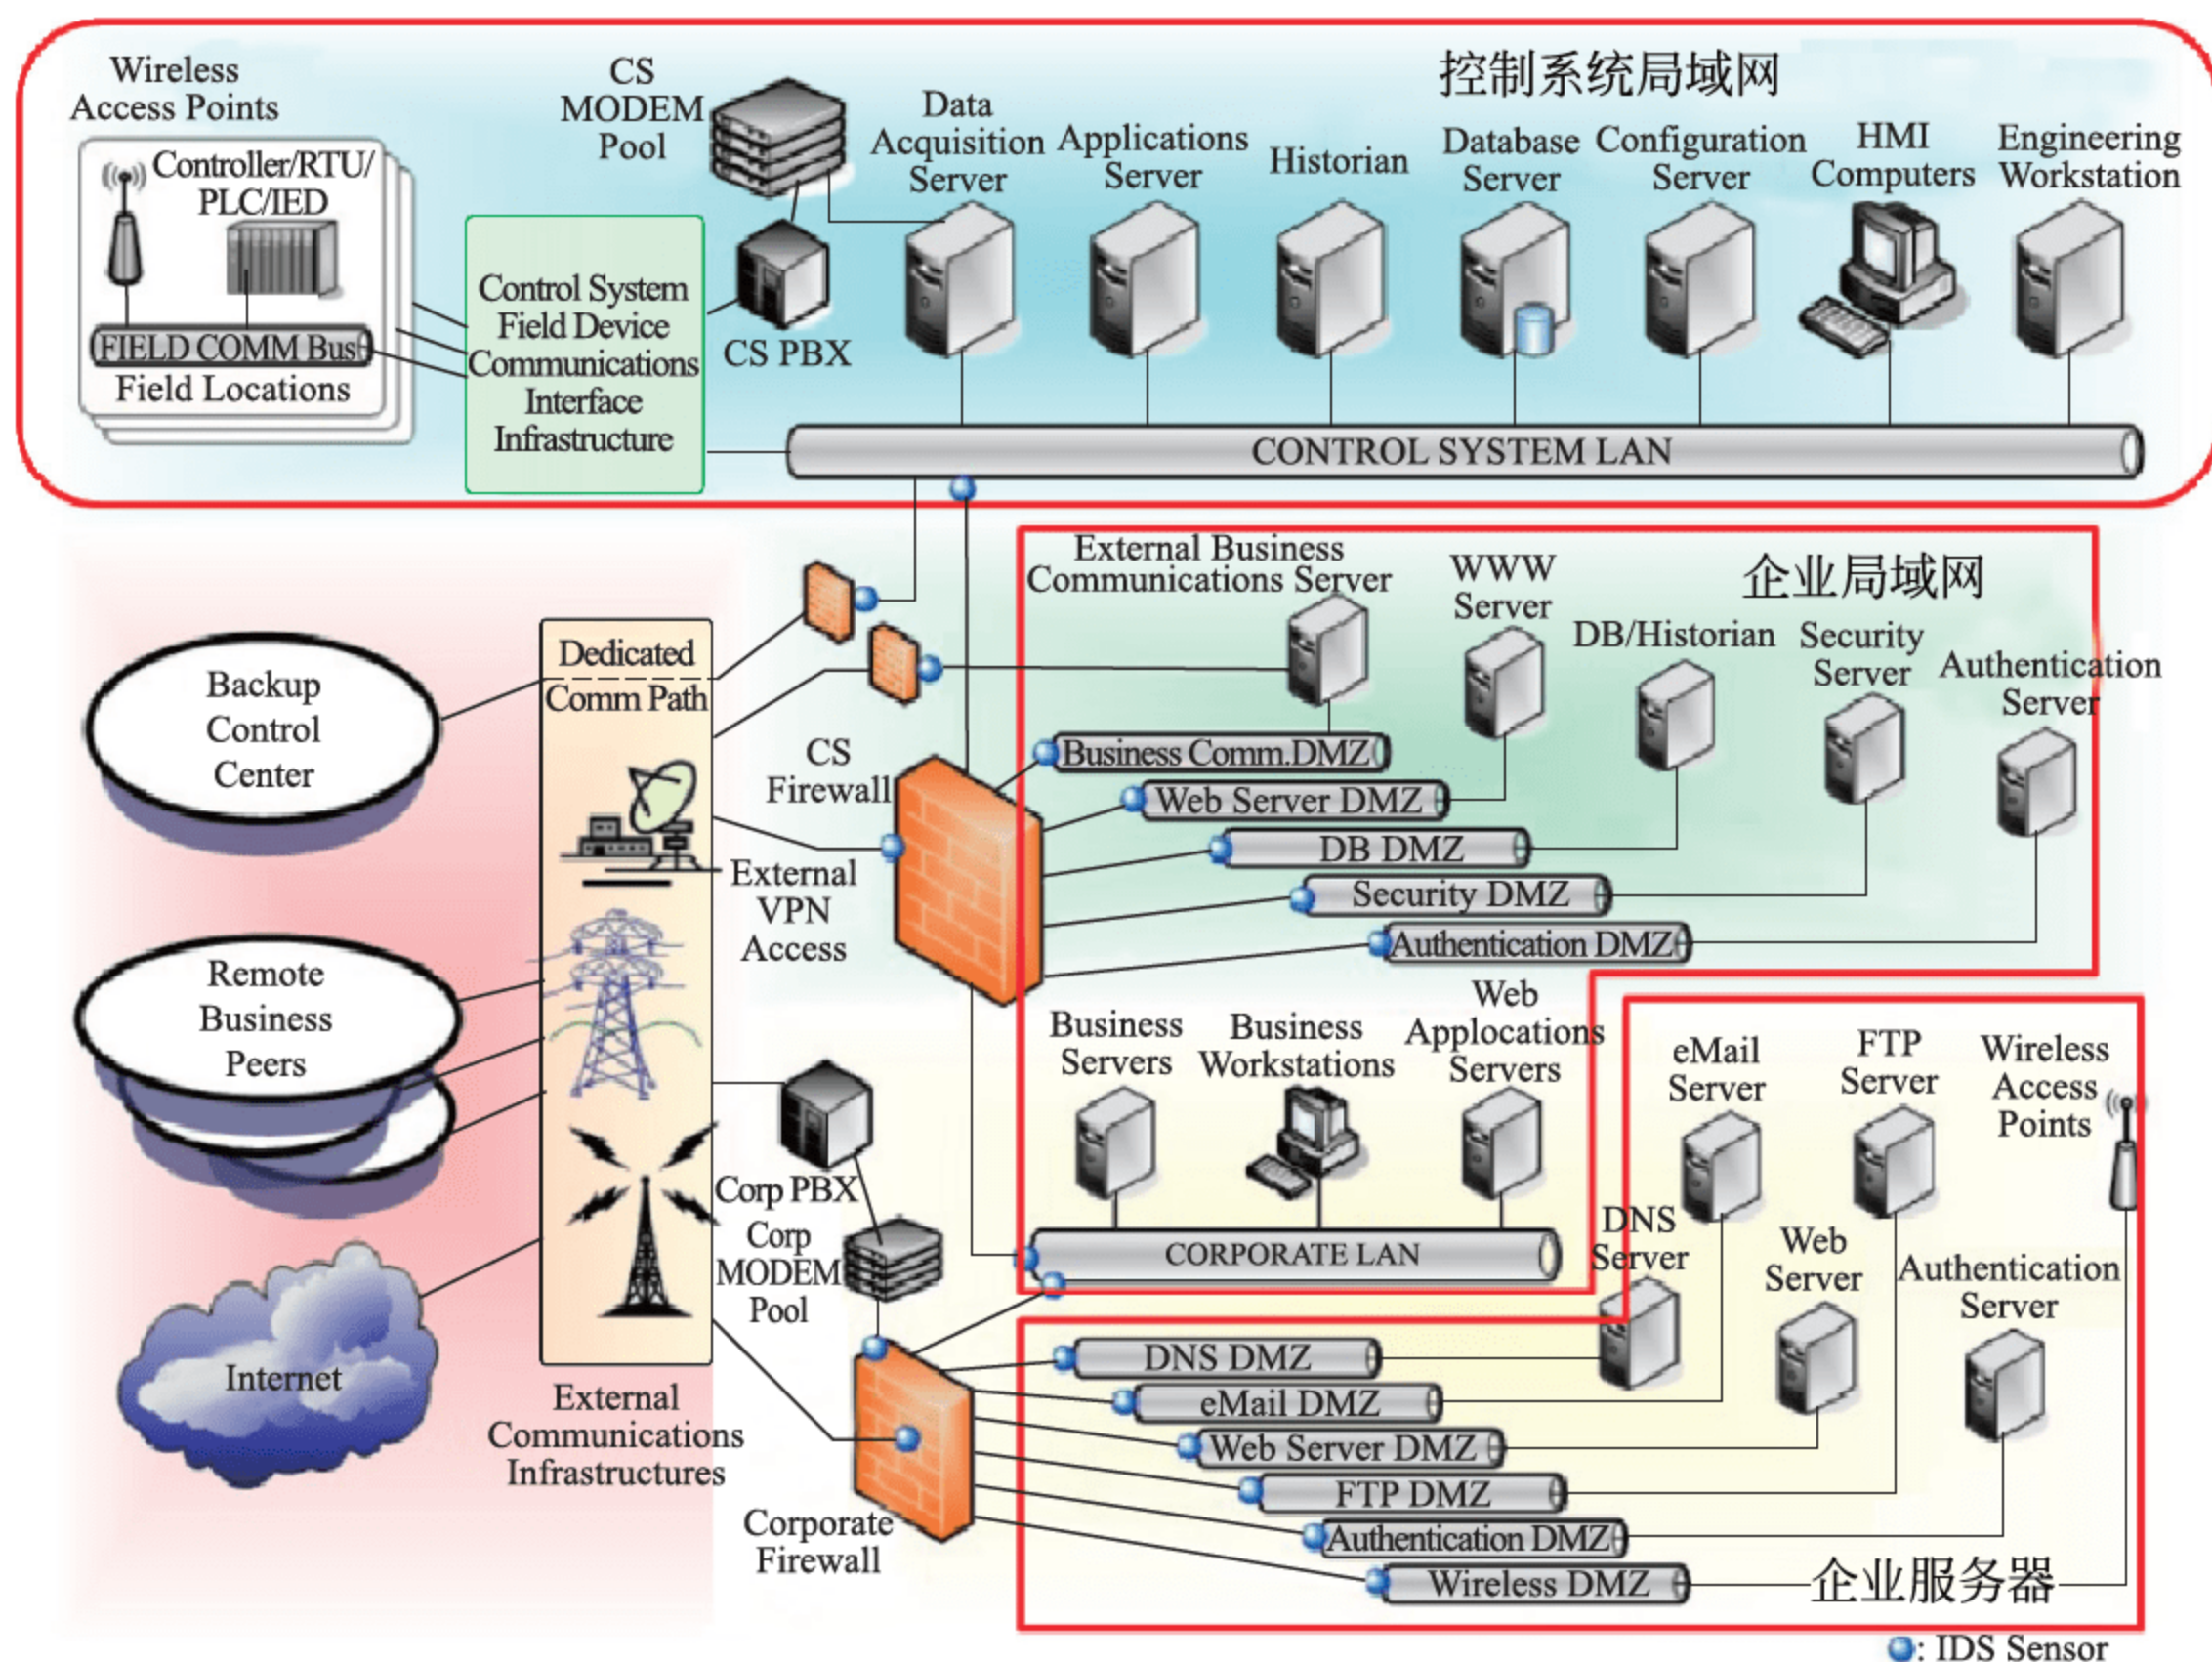 Wireless
Access Points
Controller/RTU/
PLC/IED
FIELD COMM Bus
Field Locations
Control System
Field Device
Communications
Interface
Infrastructure
CS
MODEM
Pool
CS PBX
Data
Acquisition
Server
Applications
Server
Historian
控制系统局域网
Database
Server
Configuration
Server
HMI
Computers
Engineering
Workstation
CONTROL SYSTEM LAN
Backup
Control
Center
Remote
Business
Peers
Internet
Dedicated
Comm Path
External
VPN
Access
External
Communications
Infrastructures
CS
Firewall
Corp PBX
Corp
MODEM
Pool
Corporate
Firewall
External Business
Communications Server
WWW
Server
企业局域网
DB/Historian
Security
Server
Authentication
Server
Business Comm.DMZ
Web Server DMZ
DB DMZ
Security DMZ
Authentication DMZ
Business
Servers
Business
Workstations
Web
Applocations
Servers
CORPORATE LAN
eMail
Server
FTP
Server
Wireless
Access
Points
DNS
Server
Web
Server
Authentication
Server
DNS DMZ
eMail DMZ
Web Server DMZ
FTP DMZ
Authentication DMZ
Wireless DMZ
企业服务器
: IDS Sensor